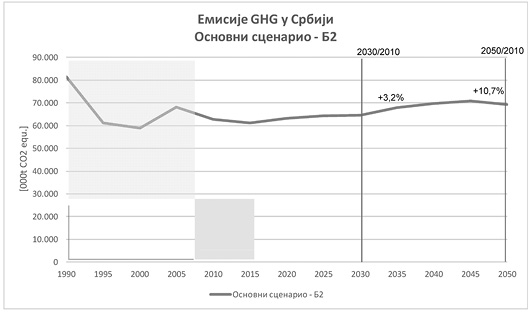 Емисије GHG у Србији
Основни сценарио - Б2
2030/2010
2050/2010
90.000
80.000
70.000
60.000
50.000
40.000
30.000
20.000
10.000
0
[000t CO2 equ.]
+3,2%
+10,7%
1990 1995 2000 2005 2010 2015 2020 2025 2030 2035 2040 2045 2050
Основни сценарио - Б2